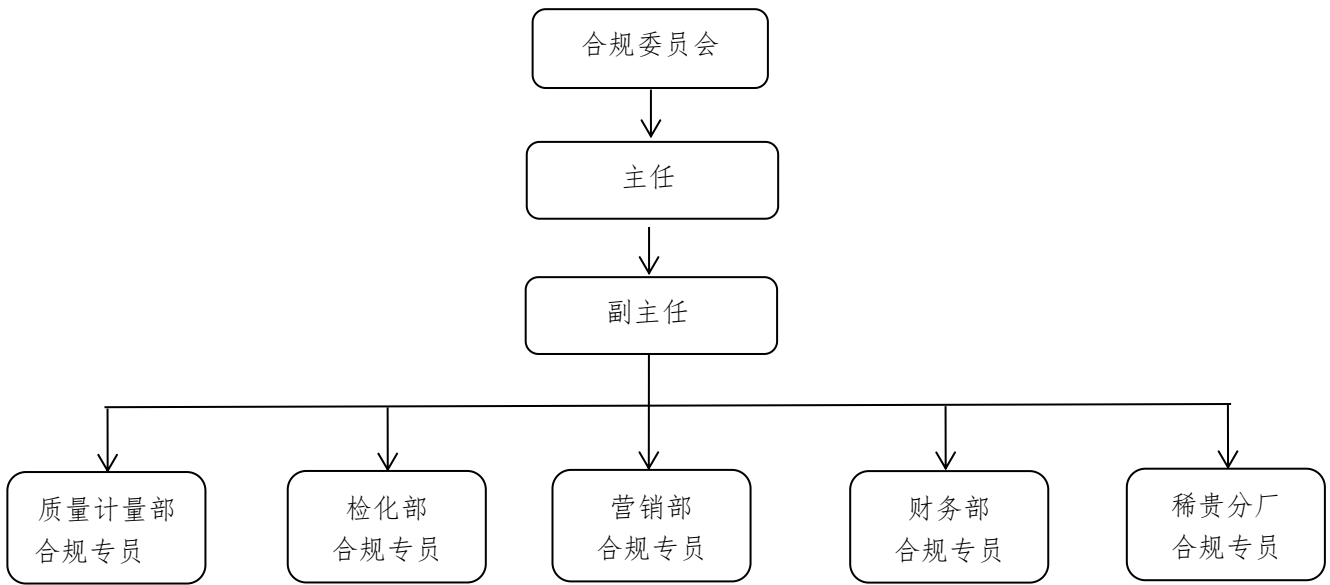 合规委员会
主任
副主任
质量计量部
合规专员
检化部
合规专员
营销部
合规专员
财务部
合规专员
稀贵分厂
合规专员